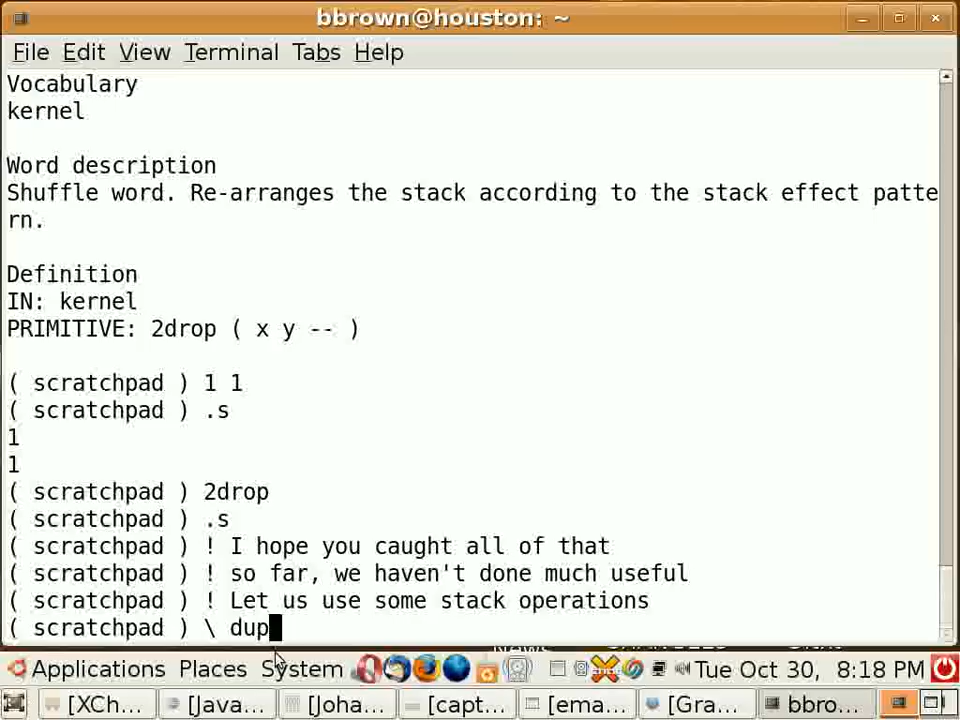 bbrown@houston: ~
File Edit View Terminal Tabs Help
Vocabulary
kernel
Word description
Shuffle word. Re-arranges the stack according to the stack effect patte
rn.
Definition
IN: kernel
PRIMITIVE: 2drop ( x y -- )
( scratchpad ) 1 1
( scratchpad ) .s
1
1
( scratchpad ) 2drop
( scratchpad ) .s
( scratchpad ) ! I hope you caught all of that
( scratchpad ) ! so far, we haven't done much useful
( scratchpad ) ! Let us use some stack operations
( scratchpad ) \ dup
Applications Places System Tue Oct 30, 8:18 PM
[XCh... [Java... [Joha... [capt... [ema... [Gra... bbro...